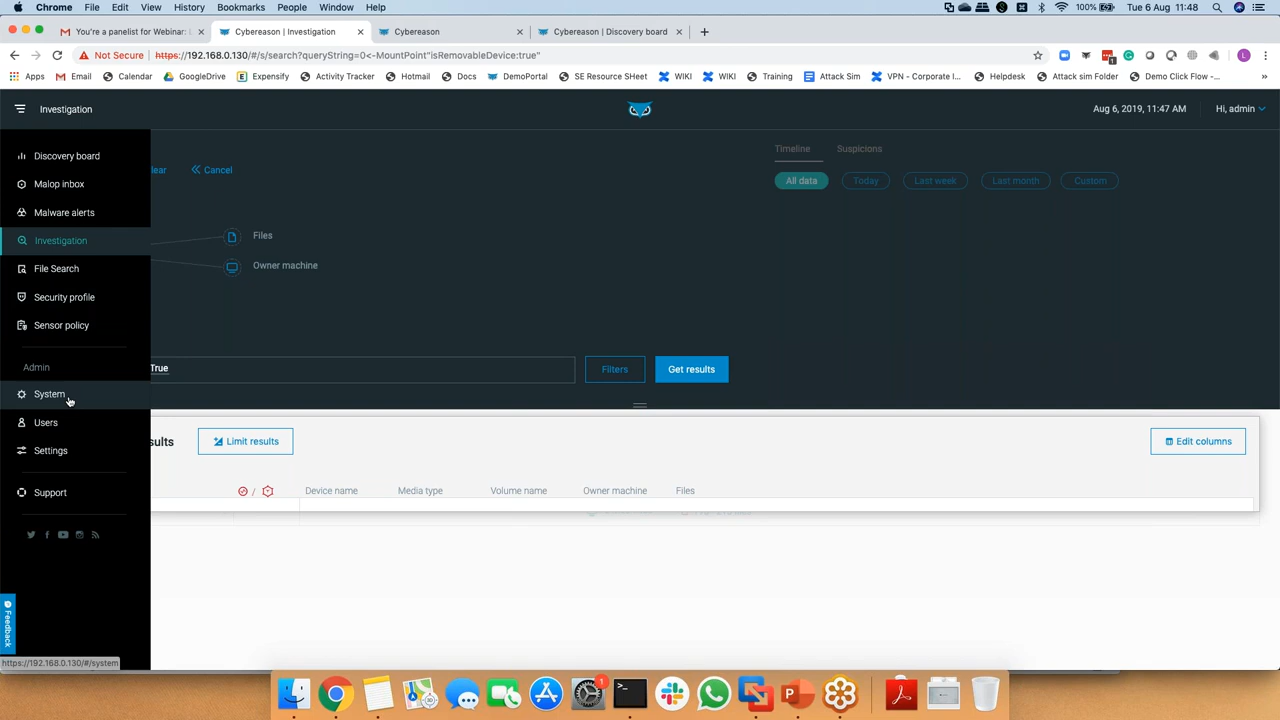 Chrome File Edit View History Bookmarks People Window Help 100% Tue 6 Aug 11:48
You're a panelist for Webinar: Cybereason | Investigation Cybereason Cybereason | Discovery board
Not Secure https://192.168.0.130/#/s/search?queryString=0<-MountPoint"isRemovableDevice:true"
Apps Email Calendar GoogleDrive Expensify Activity Tracker Hotmail Docs DemoPortal SE Resource SHeet WIKI WIKI Training Attack Sim VPN - Corporate I... Helpdesk Attack sim Folder Demo Click Flow -...
Investigation Aug 6, 2019, 11:47 AM Hi, admin
Timeline Suspicions
Discovery board
lear Cancel
All data Today Last week Last month Custom
Malop inbox
Malware alerts
Investigation
Files
Owner machine
File Search
Security profile
Sensor policy
Admin
True Filters Get results
System
Users
sults Limit results Edit columns
Settings
/ Device name Media type Volume name Owner machine Files
Support
Feedback
https://192.168.0.130/#/system
1